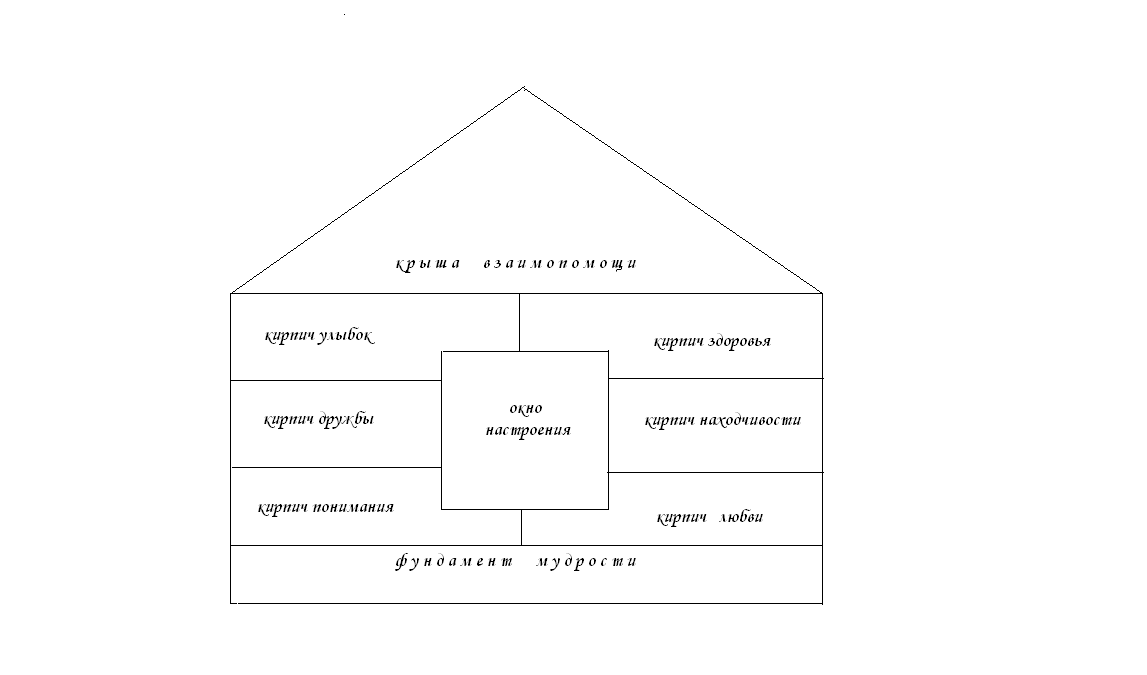 крыша взаимопомощи
кирпич улыбок
кирпич здоровья
кирпич дружбы
окно
настроения
кирпич находчивости
кирпич понимания
кирпич любви
фундамент мудрости